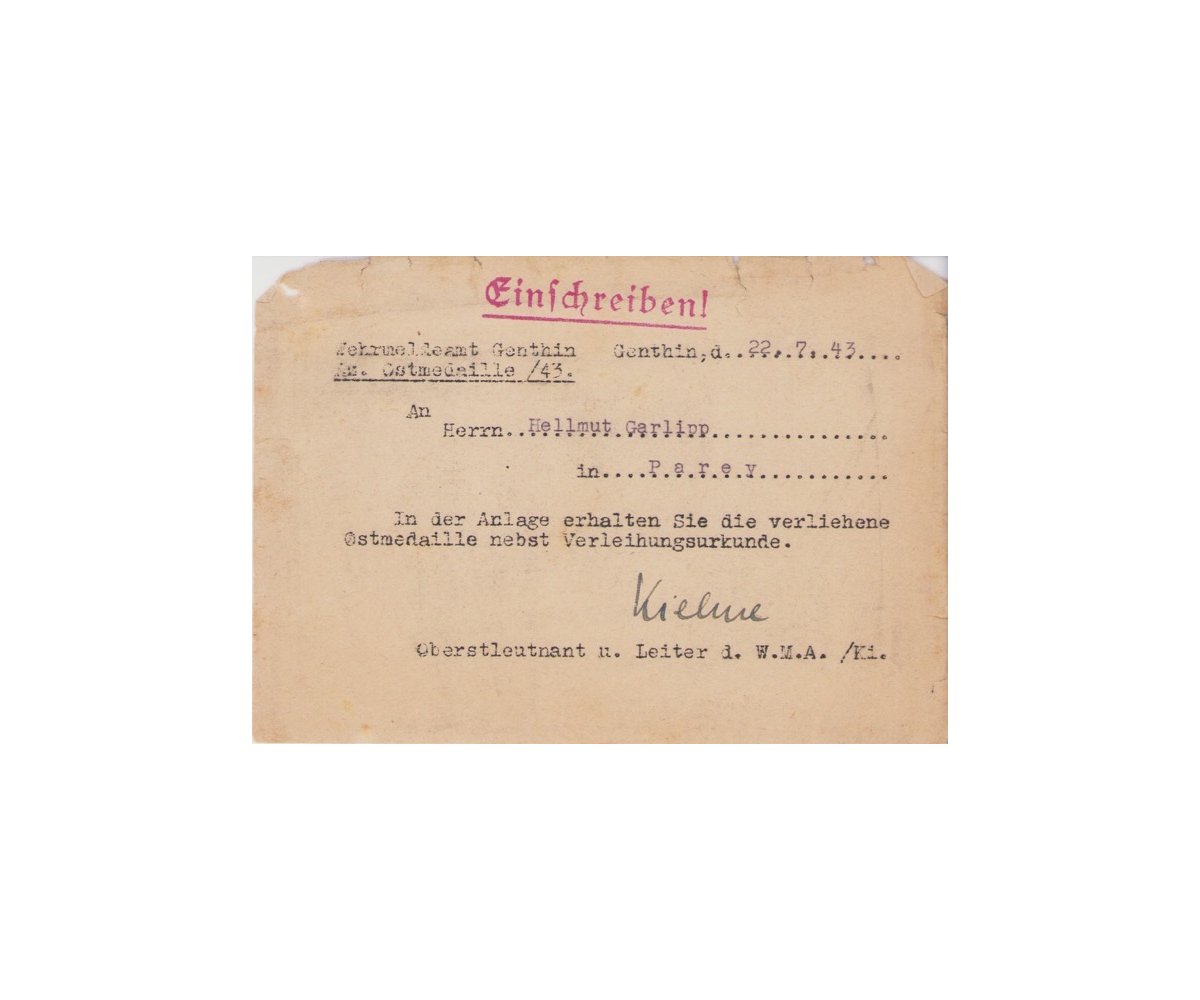 Einschreiben!
Wehrmeldeamt Genthin Genthin,d..22..7..43....
Az. Ostmedaille /43.
An
Herrn..Hellmut Garlipp................
in....P.a.r.e.y...........
In der Anlage erhalten Sie die verliehene
Ostmedaille nebst Verleihungsurkunde.
Oberstleutnant u. Leiter d. W.M.A. /Ki.